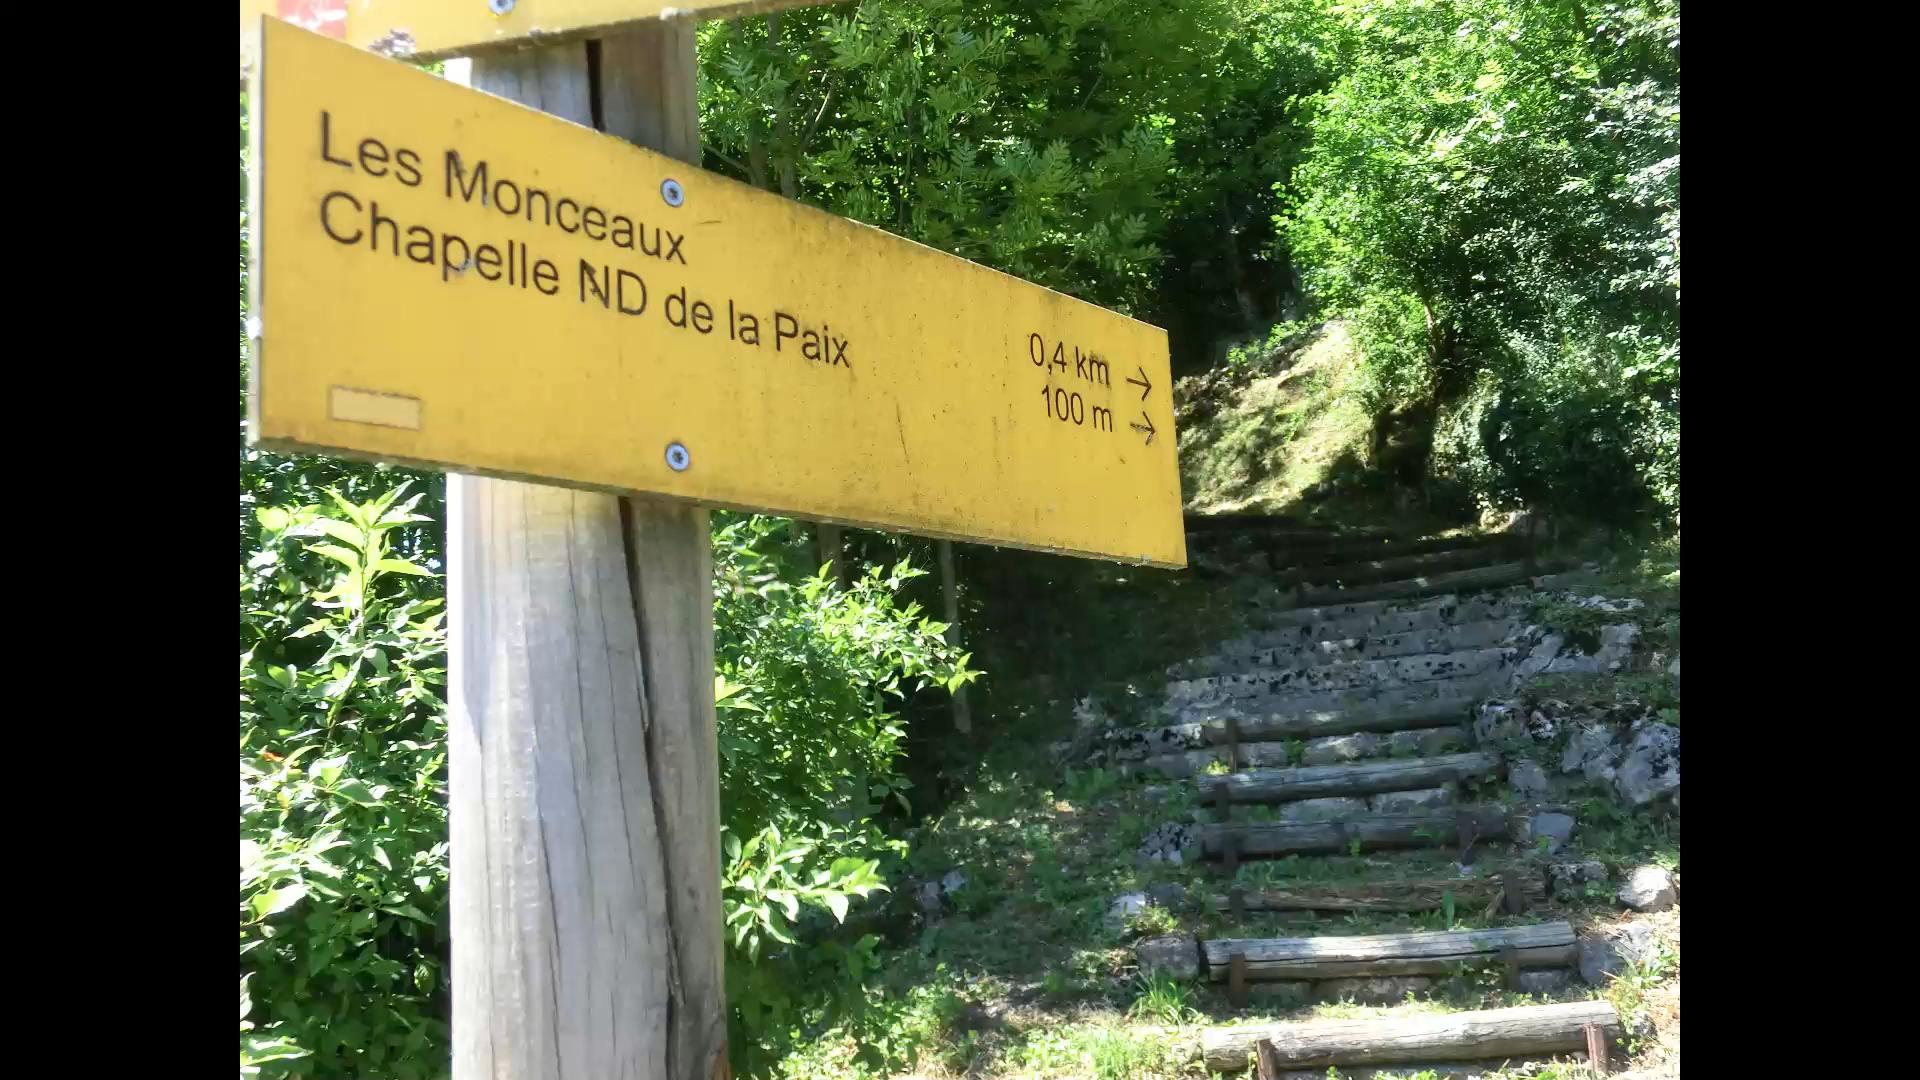 Les Monceaux 0,4 km →
Chapelle ND de la Paix 100 m →